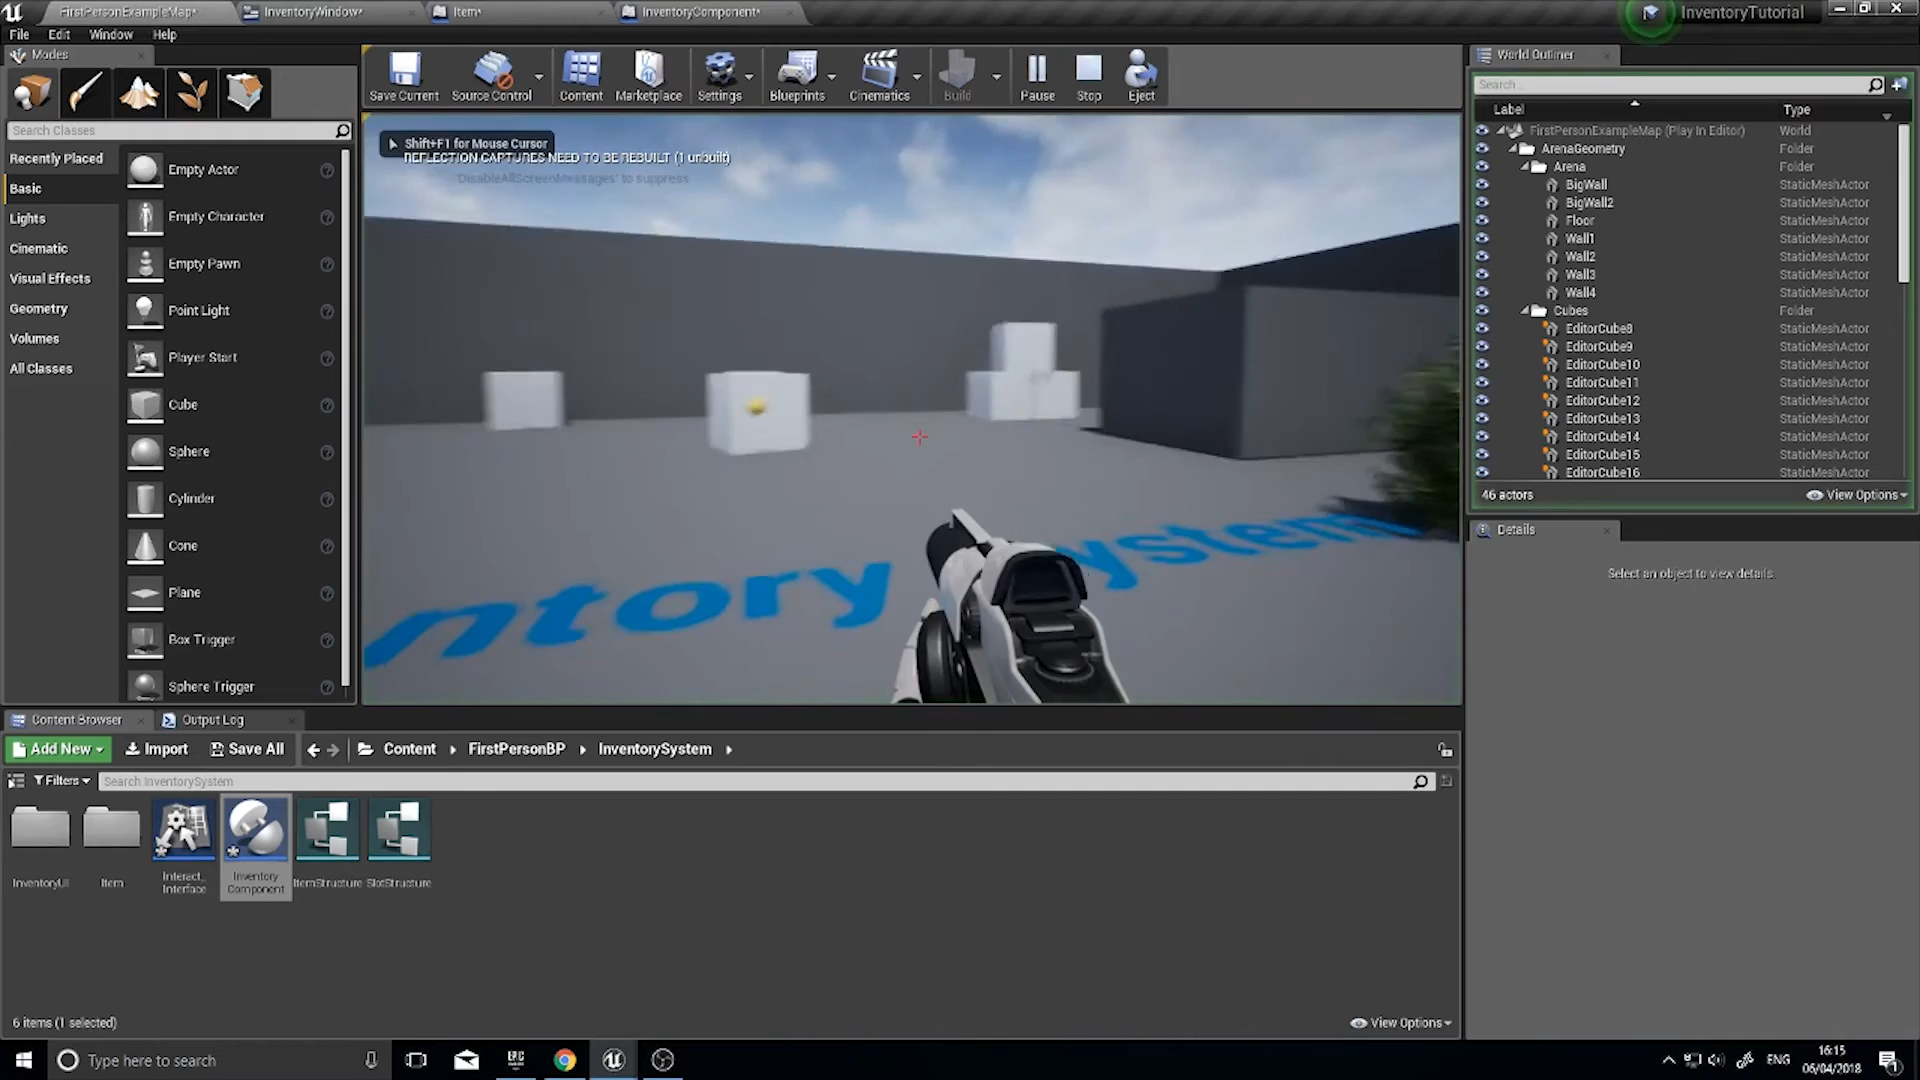 FirstPersonExampleMap*
InventoryWindow*
Item*
InventoryComponent*
InventoryTutorial
File
Edit
Window
Help
Modes
Search Classes
Recently Placed
Basic
Lights
Cinematic
Visual Effects
Geometry
Volumes
All Classes
Empty Actor
Empty Character
Empty Pawn
Point Light
Player Start
Cube
Sphere
Cylinder
Cone
Plane
Box Trigger
Sphere Trigger
Save Current
Source Control
Content
Marketplace
Settings
Blueprints
Cinematics
Build
Pause
Stop
Eject
Shift+F1 for Mouse Cursor
REFLECTION CAPTURES NEED TO BE REBUILT (1 unbuilt)
'DisableAllScreenMessages' to suppress
ntory system
World Outliner
Search...
Label
Type
FirstPersonExampleMap (Play In Editor)
World
ArenaGeometry
Folder
Arena
Folder
BigWall
StaticMeshActor
BigWall2
StaticMeshActor
Floor
StaticMeshActor
Wall1
StaticMeshActor
Wall2
StaticMeshActor
Wall3
StaticMeshActor
Wall4
StaticMeshActor
Cubes
Folder
EditorCube8
StaticMeshActor
EditorCube9
StaticMeshActor
EditorCube10
StaticMeshActor
EditorCube11
StaticMeshActor
EditorCube12
StaticMeshActor
EditorCube13
StaticMeshActor
EditorCube14
StaticMeshActor
EditorCube15
StaticMeshActor
EditorCube16
StaticMeshActor
46 actors
View Options
Details
Select an object to view details.
Content Browser
Output Log
Add New
Import
Save All
Content
FirstPersonBP
InventorySystem
Filters
Search InventorySystem
InventoryUI
Item
Interact_
Interface
Inventory
Component
ItemStructure
SlotStructure
6 items (1 selected)
View Options
Type here to search
EPIC
ENG
16:15
06/04/2018
1